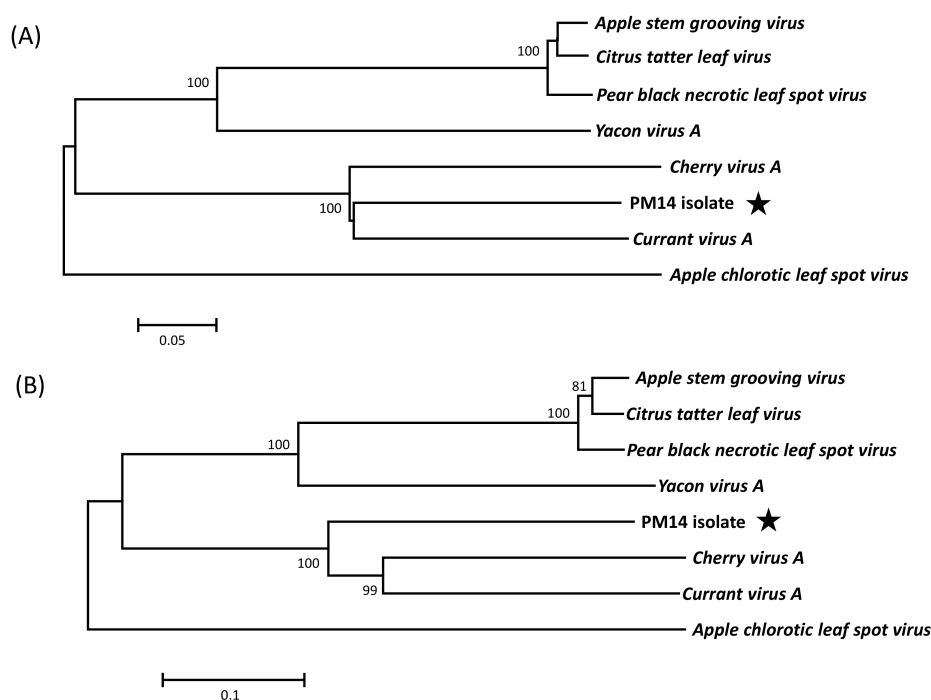 (A)
Apple stem grooving virus
100
Citrus tatter leaf virus
100
Pear black necrotic leaf spot virus
Yacon virus A
Cherry virus A
100
PM14 isolate
Currant virus A
Apple chlorotic leaf spot virus
0.05
(B)
Apple stem grooving virus
81
100
Citrus tatter leaf virus
100
Pear black necrotic leaf spot virus
Yacon virus A
PM14 isolate
100
Cherry virus A
99
Currant virus A
Apple chlorotic leaf spot virus
0.1